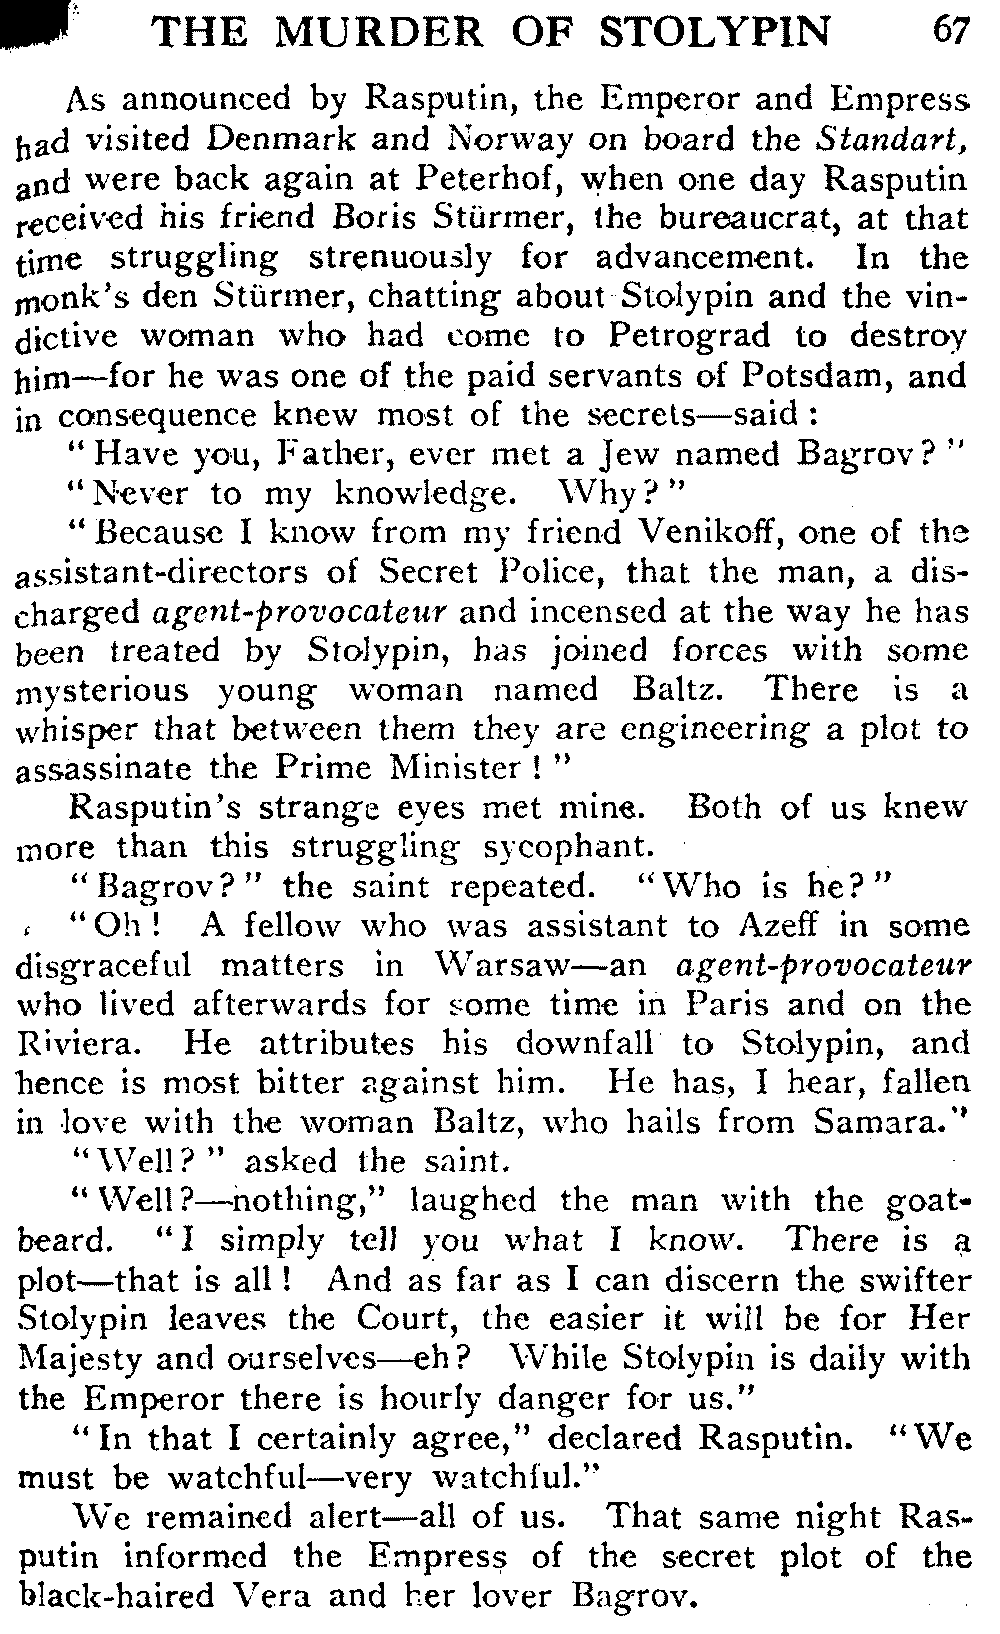 THE MURDER OF STOLYPIN 67
As announced by Rasputin, the Emperor and Empress
had visited Denmark and Norway on board the Standart,
and were back again at Peterhof, when one day Rasputin
received his friend Boris Stürmer, the bureaucrat, at that
time struggling strenuously for advancement. In the
monk's den Stürmer, chatting about Stolypin and the vin-
dictive woman who had come to Petrograd to destroy
him—for he was one of the paid servants of Potsdam, and
in consequence knew most of the secrets—said :
"Have you, Father, ever met a Jew named Bagrov?"
"Never to my knowledge. Why?"
"Because I know from my friend Venikoff, one of the
assistant-directors of Secret Police, that the man, a dis-
charged agent-provocateur and incensed at the way he has
been treated by Stolypin, has joined forces with some
mysterious young woman named Baltz. There is a
whisper that between them they are engineering a plot to
assassinate the Prime Minister!"
Rasputin's strange eyes met mine. Both of us knew
more than this struggling sycophant.
"Bagrov?" the saint repeated. "Who is he?"
"Oh! A fellow who was assistant to Azeff in some
disgraceful matters in Warsaw—an agent-provocateur
who lived afterwards for some time in Paris and on the
Riviera. He attributes his downfall to Stolypin, and
hence is most bitter against him. He has, I hear, fallen
in love with the woman Baltz, who hails from Samara."
"Well?" asked the saint.
"Well?—nothing," laughed the man with the goat-
beard. "I simply tell you what I know. There is a
plot—that is all! And as far as I can discern the swifter
Stolypin leaves the Court, the easier it will be for Her
Majesty and ourselves—eh? While Stolypin is daily with
the Emperor there is hourly danger for us."
"In that I certainly agree," declared Rasputin. "We
must be watchful—very watchful."
We remained alert—all of us. That same night Ras-
putin informed the Empress of the secret plot of the
black-haired Vera and her lover Bagrov.